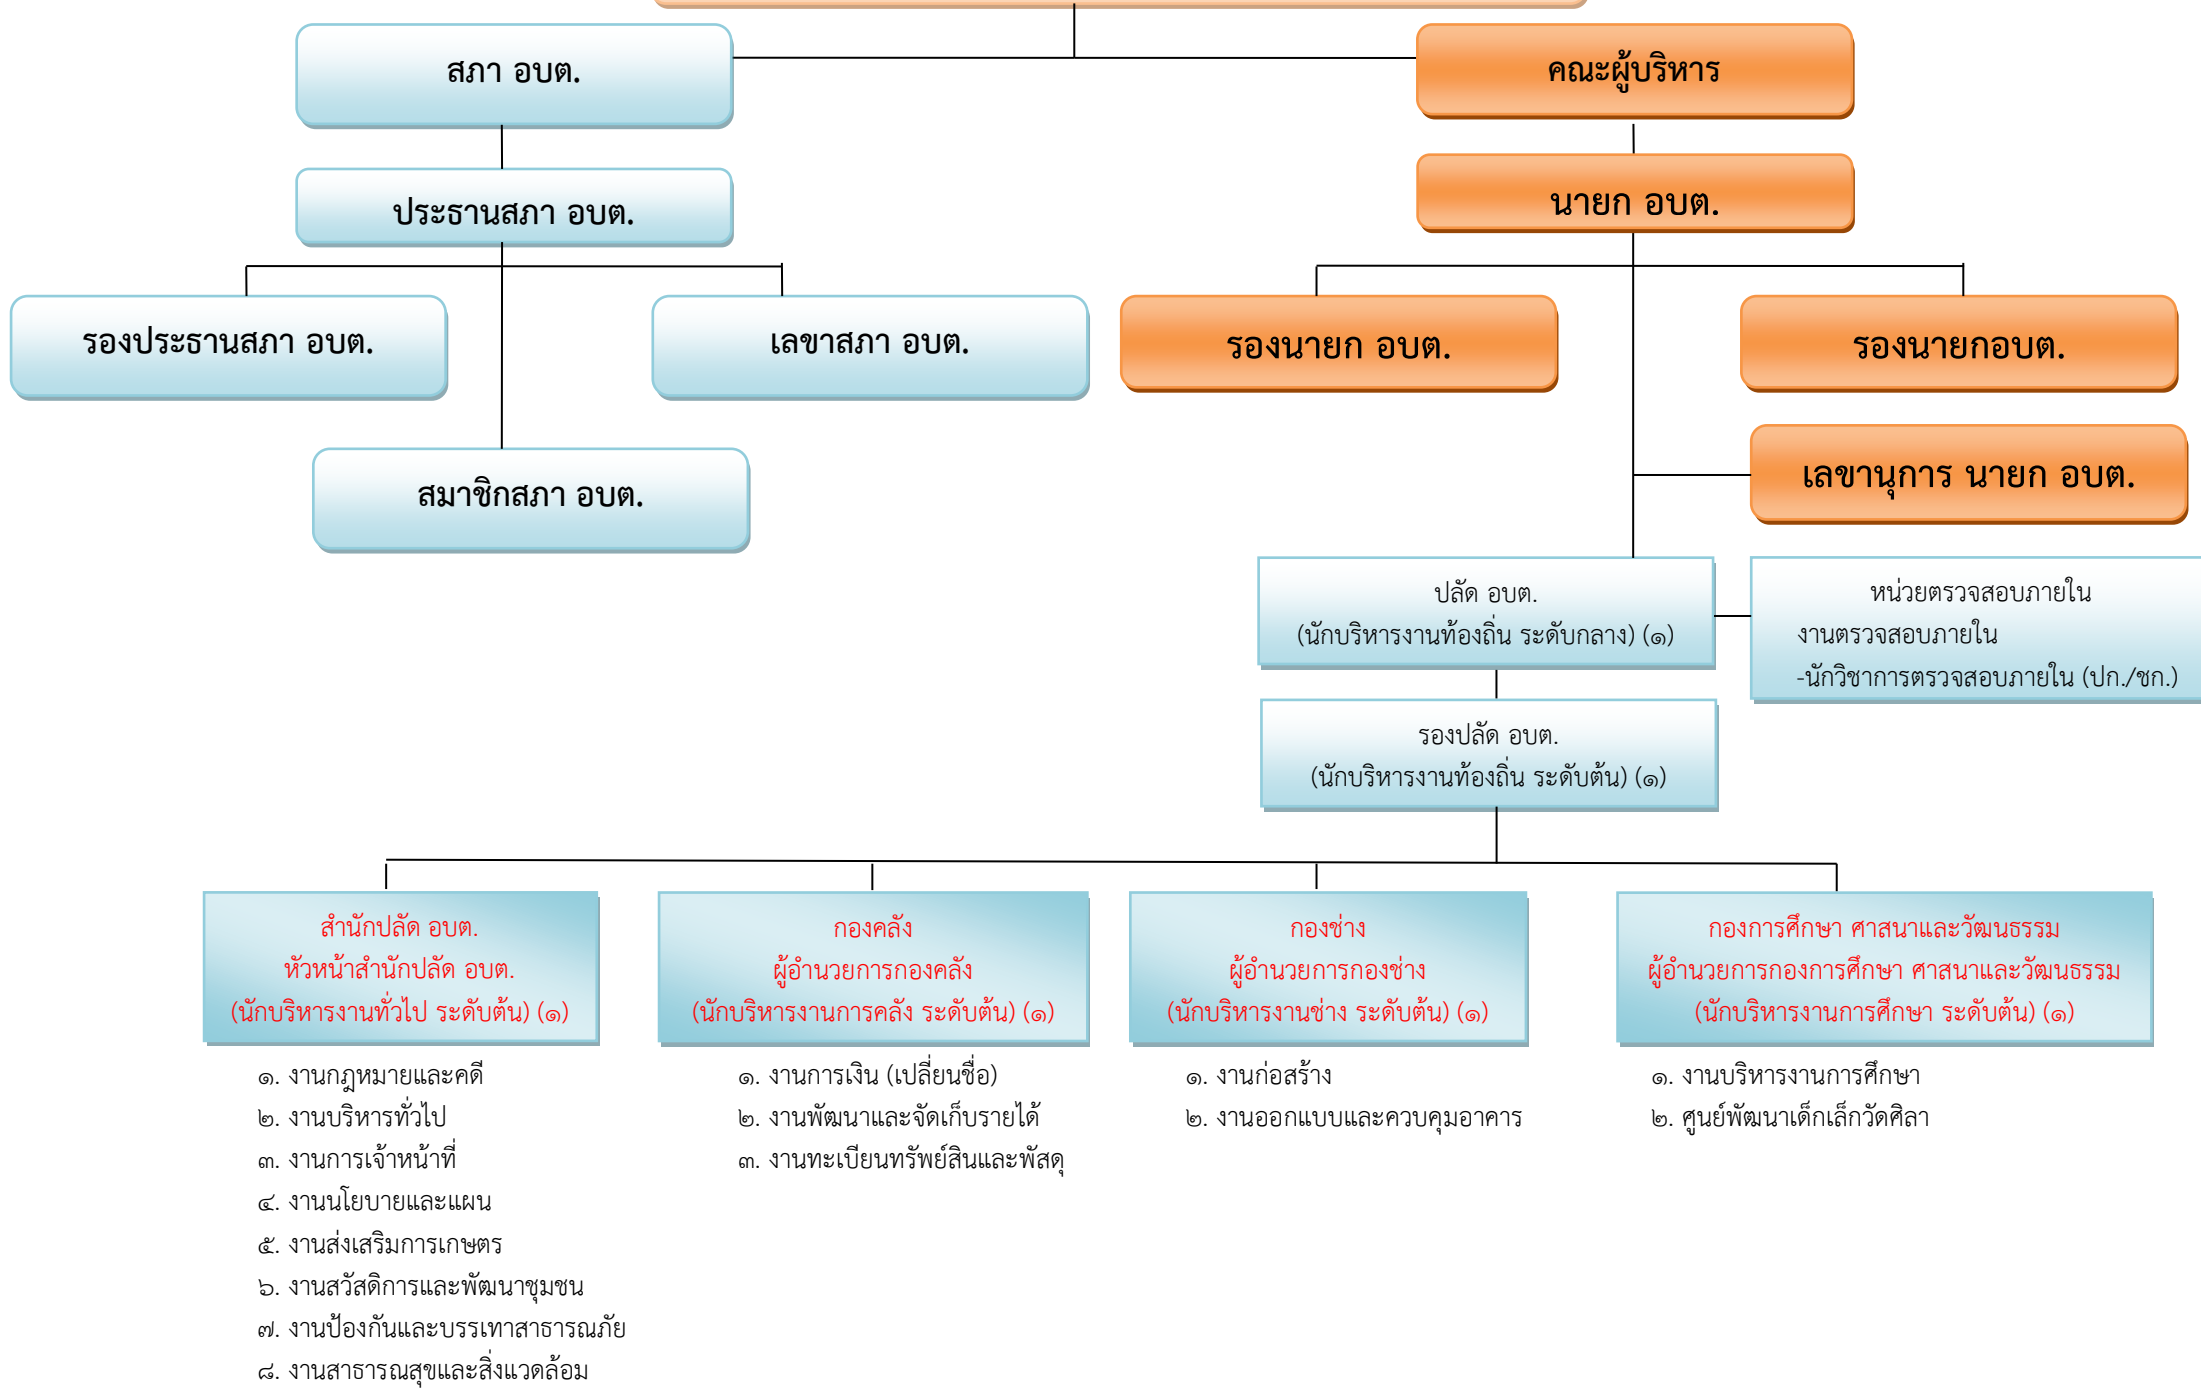 สภา อบต.
คณะผู้บริหาร
ประธานสภา อบต.
นายก อบต.
รองประธานสภา อบต.
เลขาสภา อบต.
รองนายก อบต.
รองนายกอบต.
สมาชิกสภา อบต.
เลขานุการ นายก อบต.
ปลัด อบต.
(นักบริหารงานท้องถิ่น ระดับกลาง) (๑)
หน่วยตรวจสอบภายใน
งานตรวจสอบภายใน
-นักวิชาการตรวจสอบภายใน (ปก./ชก.)
รองปลัด อบต.
(นักบริหารงานท้องถิ่น ระดับต้น) (๑)
สำนักปลัด อบต.
หัวหน้าสำนักปลัด อบต.
(นักบริหารงานทั่วไป ระดับต้น) (๑)
๑. งานกฎหมายและคดี
๒. งานบริหารทั่วไป
๓. งานการเจ้าหน้าที่
๔. งานนโยบายและแผน
๕. งานส่งเสริมการเกษตร
๖. งานสวัสดิการและพัฒนาชุมชน
๗. งานป้องกันและบรรเทาสาธารณภัย
๘. งานสาธารณสุขและสิ่งแวดล้อม
กองคลัง
ผู้อำนวยการกองคลัง
(นักบริหารงานการคลัง ระดับต้น) (๑)
๑. งานการเงิน (เปลี่ยนชื่อ)
๒. งานพัฒนาและจัดเก็บรายได้
๓. งานทะเบียนทรัพย์สินและพัสดุ
กองช่าง
ผู้อำนวยการกองช่าง
(นักบริหารงานช่าง ระดับต้น) (๑)
๑. งานก่อสร้าง
๒. งานออกแบบและควบคุมอาคาร
กองการศึกษา ศาสนาและวัฒนธรรม
ผู้อำนวยการกองการศึกษา ศาสนาและวัฒนธรรม
(นักบริหารงานการศึกษา ระดับต้น) (๑)
๑. งานบริหารงานการศึกษา
๒. ศูนย์พัฒนาเด็กเล็กวัดศิลา